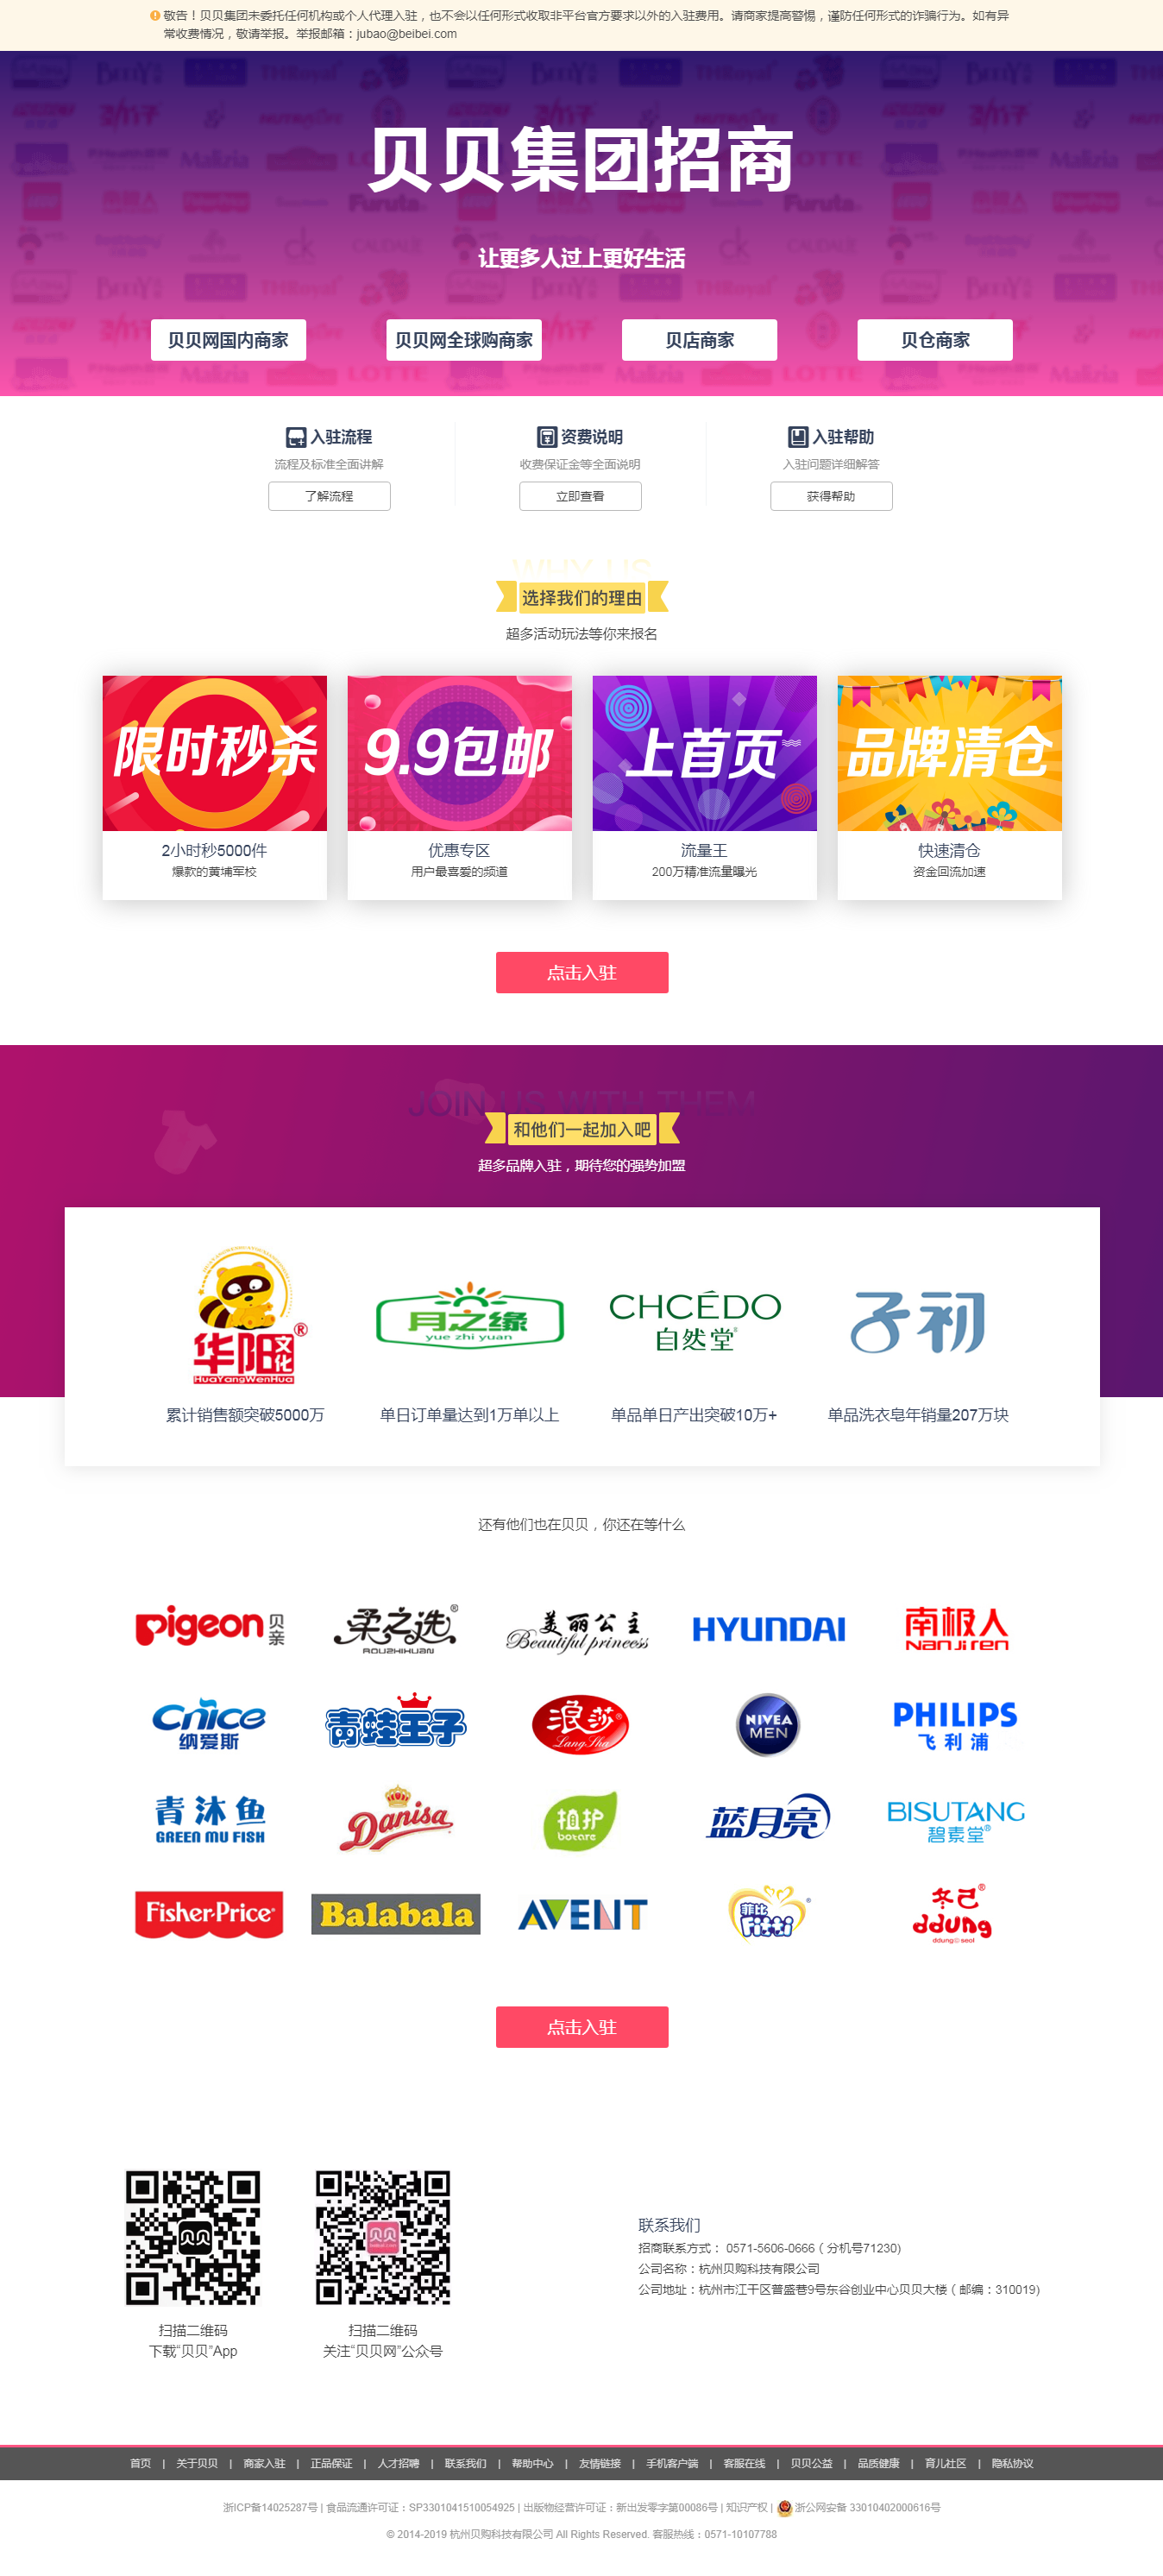 敬告！贝贝集团未委托任何机构或个人代理入驻，也不会以任何形式收取非平台官方要求以外的入驻费用。请商家提高警惕，谨防任何形式的诈骗行为。如有异
常收费情况，敬请举报。举报邮箱：jubao@beibei.com
贝贝集团招商
让更多人过上更好生活
贝贝网国内商家 贝贝网全球购商家 贝店商家 贝仓商家
入驻流程 资费说明 入驻帮助
流程及标准全面讲解 收费保证金等全面说明 入驻问题详细解答
了解流程 立即查看 获得帮助
WHY US
选择我们的理由
超多活动玩法等你来报名
限时秒杀 9.9包邮 上首页 品牌清仓
2小时秒5000件 优惠专区 流量王 快速清仓
爆款的黄埔军校 用户最喜爱的频道 200万精准流量曝光 资金回流加速
点击入驻
JOIN US WITH THEM
和他们一起加入吧
超多品牌入驻，期待您的强势加盟
华阳文化® HuaYangWenHua 月之缘 yue zhi yuan CHCÉDO 自然堂 子初
累计销售额突破5000万 单日订单量达到1万单以上 单品单日产出突破10万+ 单品洗衣皂年销量207万块
还有他们也在贝贝，你还在等什么
pigeon 贝亲 柔之选® ROUZHIXUAN 美丽公主 Beautiful princess HYUNDAI 南极人 Nanjiren
cnice 纳爱斯 青蛙王子 浪莎 LangSha NIVEA MEN PHILIPS 飞利浦
青沐鱼 GREEN MU FISH Danisa 植护 botare 蓝月亮 BISUTANG 碧素堂®
Fisher-Price Balabala AVENT 菲比 Fitti 冬己® ddung ddung seol
点击入驻
扫描二维码 扫描二维码
下载“贝贝”App 关注“贝贝网”公众号
联系我们
招商联系方式： 0571-5606-0666（分机号71230）
公司名称：杭州贝购科技有限公司
公司地址：杭州市江干区普盛巷9号东谷创业中心贝贝大楼（邮编：310019）
首页 | 关于贝贝 | 商家入驻 | 正品保证 | 人才招聘 | 联系我们 | 帮助中心 | 友情链接 | 手机客户端 | 客服在线 | 贝贝公益 | 品质健康 | 育儿社区 | 隐私协议
浙ICP备14025287号 | 食品流通许可证：SP3301041510054925 | 出版物经营许可证：新出发零字第00086号 | 知识产权 | 浙公网安备 33010402000616号
© 2014-2019 杭州贝购科技有限公司 All Rights Reserved. 客服热线：0571-10107788